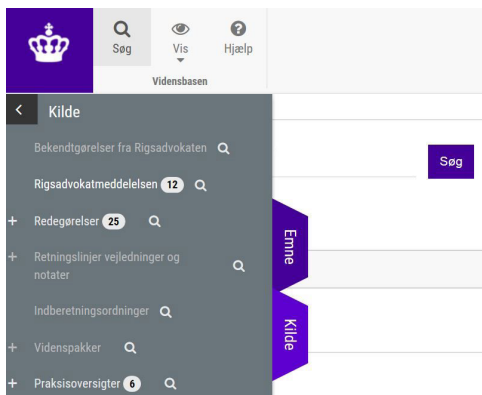 Søg
Vis
Hjælp
Vidensbasen
Kilde
Bekendtgørelser fra Rigsadvokaten
Rigsadvokatmeddelelsen 12
Søg
+ Redegørelser 25
Emne
+ Retningslinjer vejledninger og
notater
Indberetningsordninger
Kilde
+ Videnspakker
+ Praksisoversigter 6